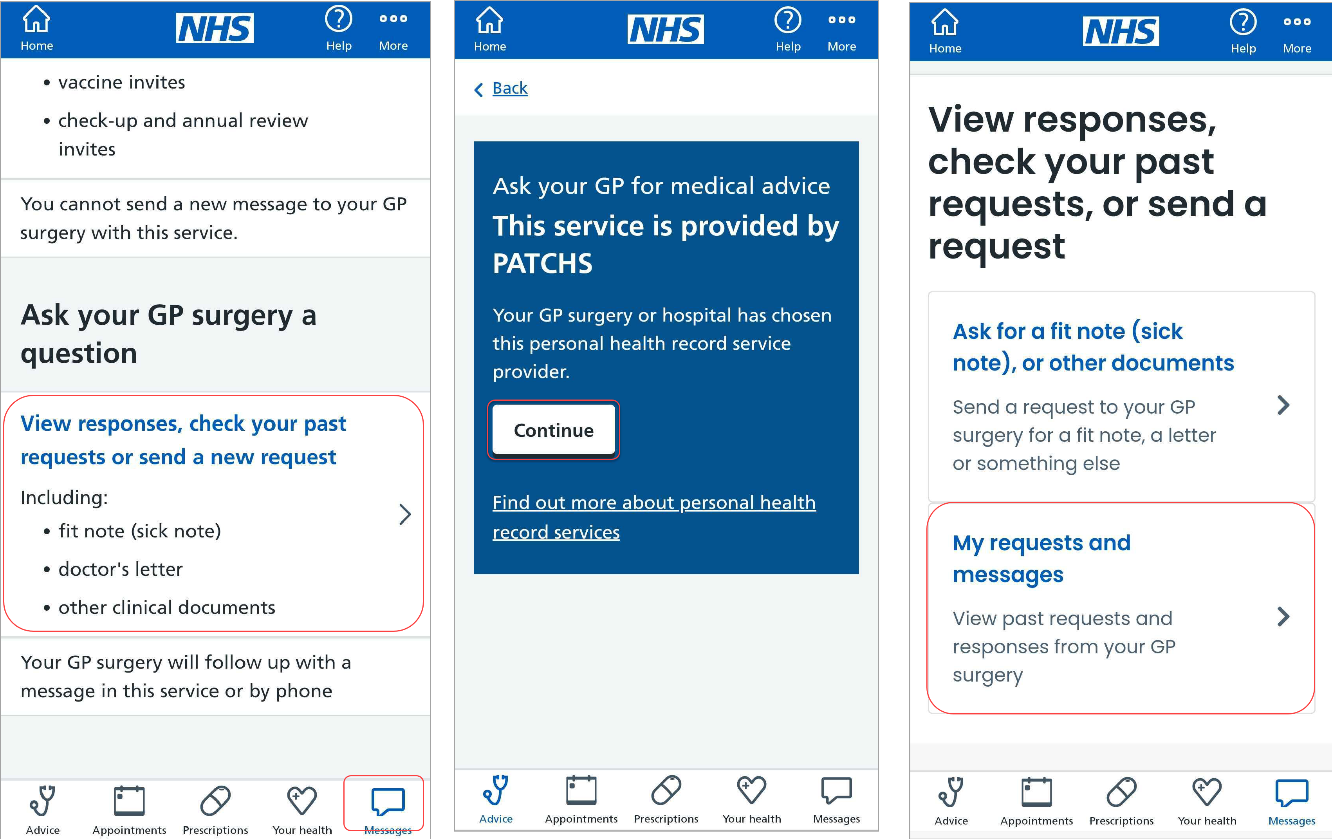 Home
NHS
Help
More
vaccine invites
check-up and annual review
invites
You cannot send a new message to your GP
surgery with this service.
Ask your GP surgery a
question
View responses, check your past
requests or send a new request
Including:
fit note (sick note)
doctor's letter
other clinical documents
Your GP surgery will follow up with a
message in this service or by phone
Advice
Appointments
Prescriptions
Your health
Messages
Home
NHS
Help
More
Back
Ask your GP for medical advice
This service is provided by
PATCHS
Your GP surgery or hospital has chosen
this personal health record service
provider.
Continue
Find out more about personal health
record services
Advice
Appointments
Prescriptions
Your health
Messages
Home
NHS
Help
More
View responses,
check your past
requests, or send a
request
Ask for a fit note (sick
note), or other documents
Send a request to your GP
surgery for a fit note, a letter
or something else
My requests and
messages
View past requests and
responses from your GP
surgery
Advice
Appointments
Prescriptions
Your health
Messages